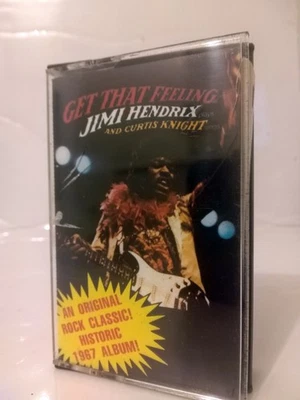 GET THAT FEELING
JIMI HENDRIX
AND CURTIS KNIGHT
AN ORIGINAL
ROCK CLASSIC!
HISTORIC
1967 ALBUM!